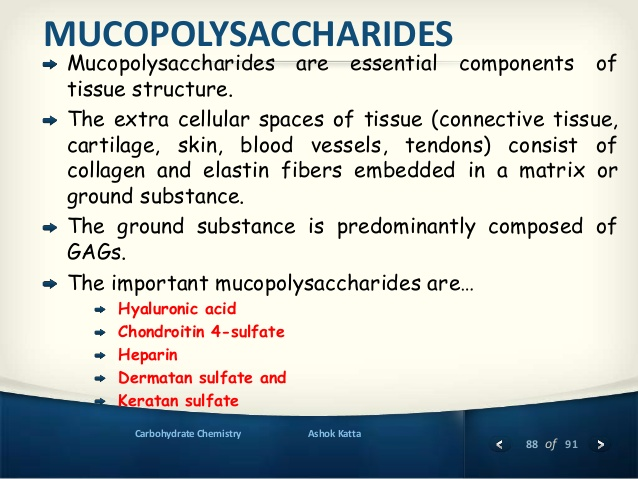 MUCOPOLYSACCHARIDES
Mucopolysaccharides are essential components of
tissue structure.
The extra cellular spaces of tissue (connective tissue,
cartilage, skin, blood vessels, tendons) consist of
collagen and elastin fibers embedded in a matrix or
ground substance.
The ground substance is predominantly composed of
GAGs.
The important mucopolysaccharides are…
Hyaluronic acid
Chondroitin 4-sulfate
Heparin
Dermatan sulfate and
Keratan sulfate
Carbohydrate Chemistry Ashok Katta
< 88 of 91 >